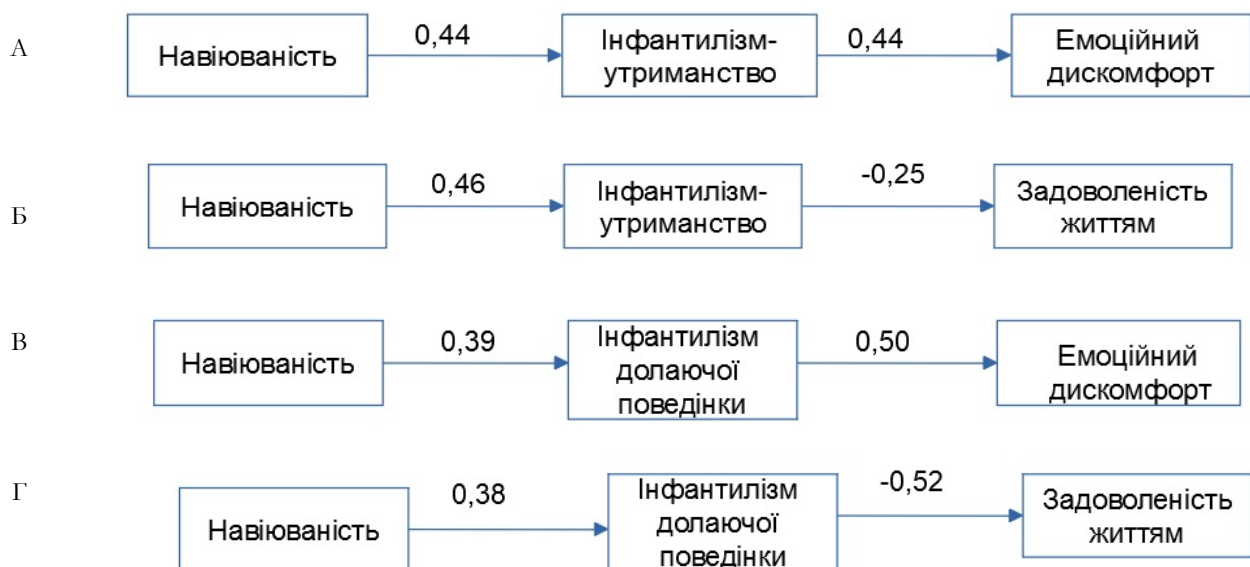 А
0,44
0,44
Навіюваність
Інфантилізм-
утриманство
Емоційний
дискомфорт
Б
0,46
-0,25
Навіюваність
Інфантилізм-
утриманство
Задоволеність
життям
В
0,39
0,50
Навіюваність
Інфантилізм
долаючої
поведінки
Емоційний
дискомфорт
Г
0,38
-0,52
Навіюваність
Інфантилізм
долаючої
поведінки
Задоволеність
життям